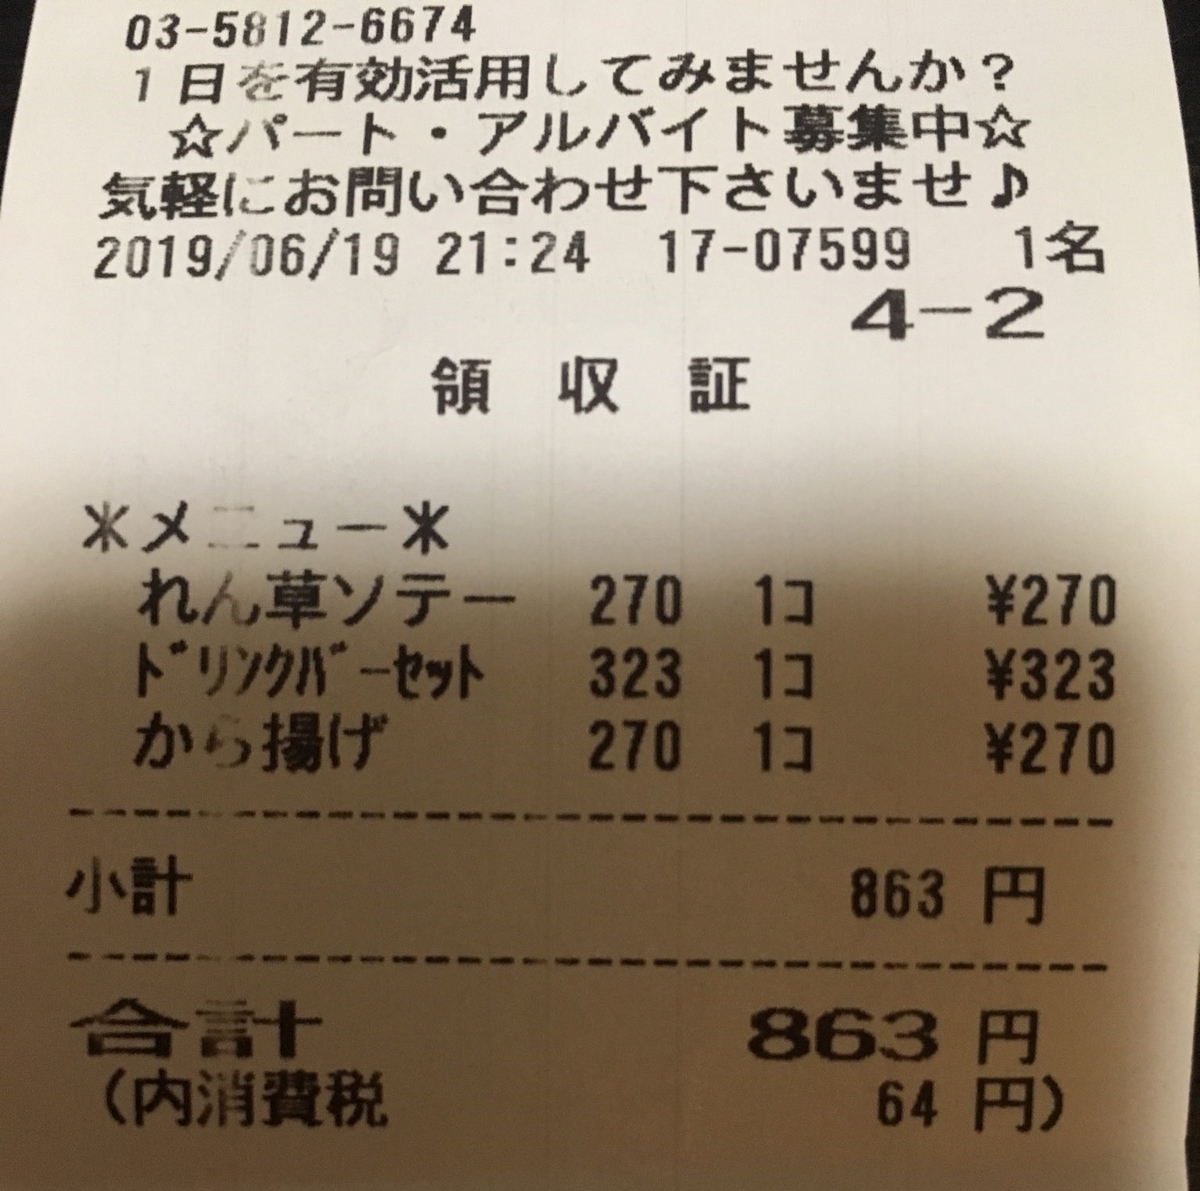 03-5812-6674
1日を有効活用してみませんか？
☆パート・アルバイト募集中☆
気軽にお問い合わせ下さいませ♪
2019/06/19 21:24 17-07599 1名
4-2
領 収 証
＊メニュー＊
れん草ソテー 270 1コ ¥270
ﾄﾞﾘﾝｸﾊﾞｰｾｯﾄ 323 1コ ¥323
から揚げ 270 1コ ¥270
小計 863 円
合計 863 円
(内消費税 64 円)